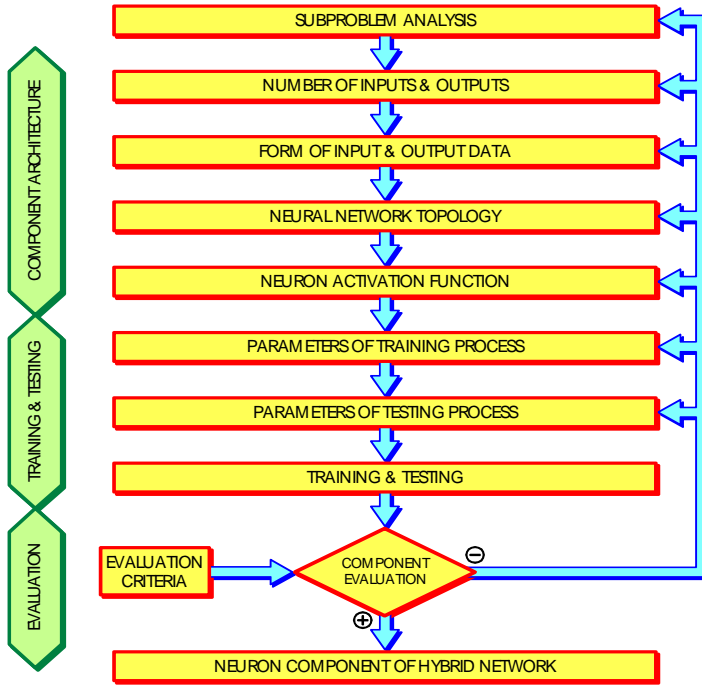 SUBPROBLEM ANALYSIS
NUMBER OF INPUTS & OUTPUTS
FORM OF INPUT & OUTPUT DATA
NEURAL NETWORK TOPOLOGY
NEURON ACTIVATION FUNCTION
COMPONENT ARCHITECTURE
PARAMETERS OF TRAINING PROCESS
PARAMETERS OF TESTING PROCESS
TRAINING & TESTING
TRAINING & TESTING
EVALUATION
CRITERIA
COMPONENT
EVALUATION
−
+
EVALUATION
NEURON COMPONENT OF HYBRID NETWORK